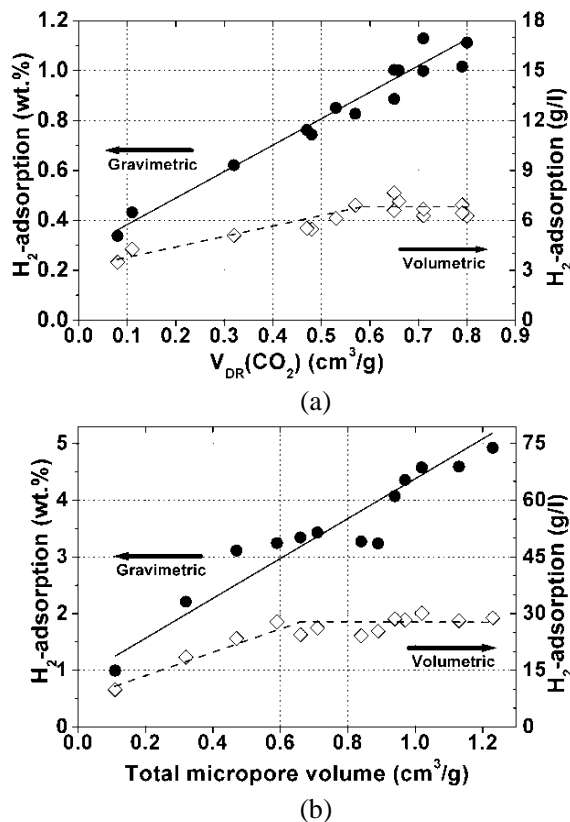 1.2
1.0
0.8
0.6
0.4
0.2
0.0
H₂-adsorption (wt.%)
Gravimetric
Volumetric
18
15
12
9
6
3
0
H₂-adsorption (g/l)
0.0 0.1 0.2 0.3 0.4 0.5 0.6 0.7 0.8 0.9
V_DR(CO₂) (cm³/g)
(a)
5
4
3
2
1
0
H₂-adsorption (wt.%)
Gravimetric
Volumetric
75
60
45
30
15
0
H₂-adsorption (g/l)
0.0 0.2 0.4 0.6 0.8 1.0 1.2
Total micropore volume (cm³/g)
(b)